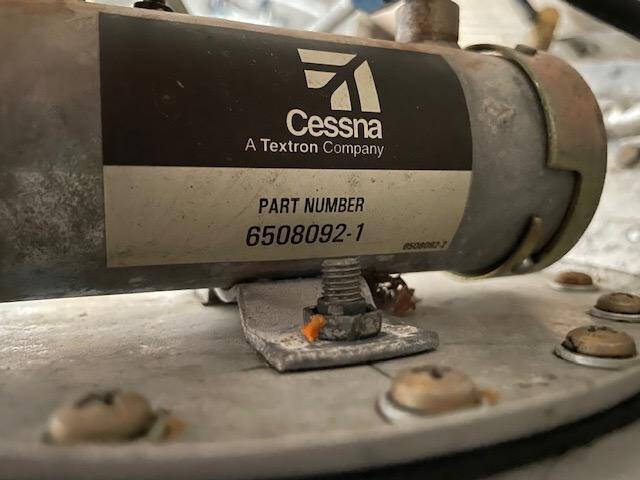 Cessna
A Textron Company
PART NUMBER
6508092-1
6508092-2